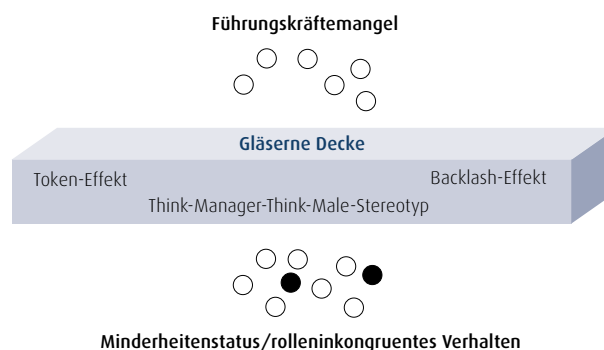 Führungskräftemangel
Gläserne Decke
Token-Effekt
Backlash-Effekt
Think-Manager-Think-Male-Stereotyp
Minderheitenstatus/rolleninkongruentes Verhalten